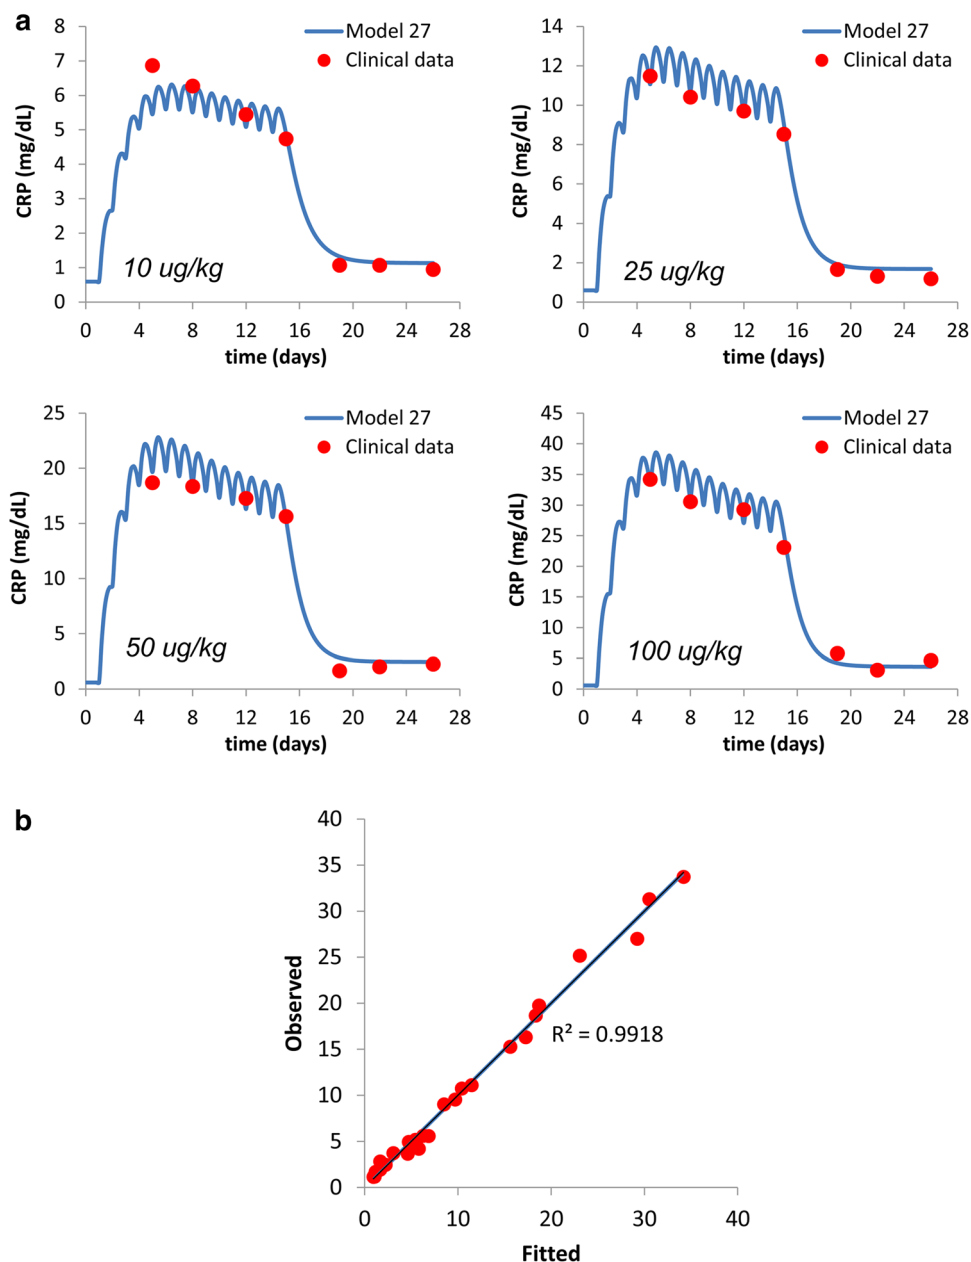 a
8
7
6
5
4
3
2
1
0
CRP (mg/dL)
Model 27
Clinical data
10 ug/kg
0 4 8 12 16 20 24 28
time (days)
14
12
10
8
6
4
2
0
CRP (mg/dL)
Model 27
Clinical data
25 ug/kg
0 4 8 12 16 20 24 28
time (days)
25
20
15
10
5
0
CRP (mg/dL)
Model 27
Clinical data
50 ug/kg
0 4 8 12 16 20 24 28
time (days)
45
40
35
30
25
20
15
10
5
0
CRP (mg/dL)
Model 27
Clinical data
100 ug/kg
0 4 8 12 16 20 24 28
time (days)
b
40
35
30
25
20
15
10
5
0
Observed
R² = 0.9918
0 10 20 30 40
Fitted